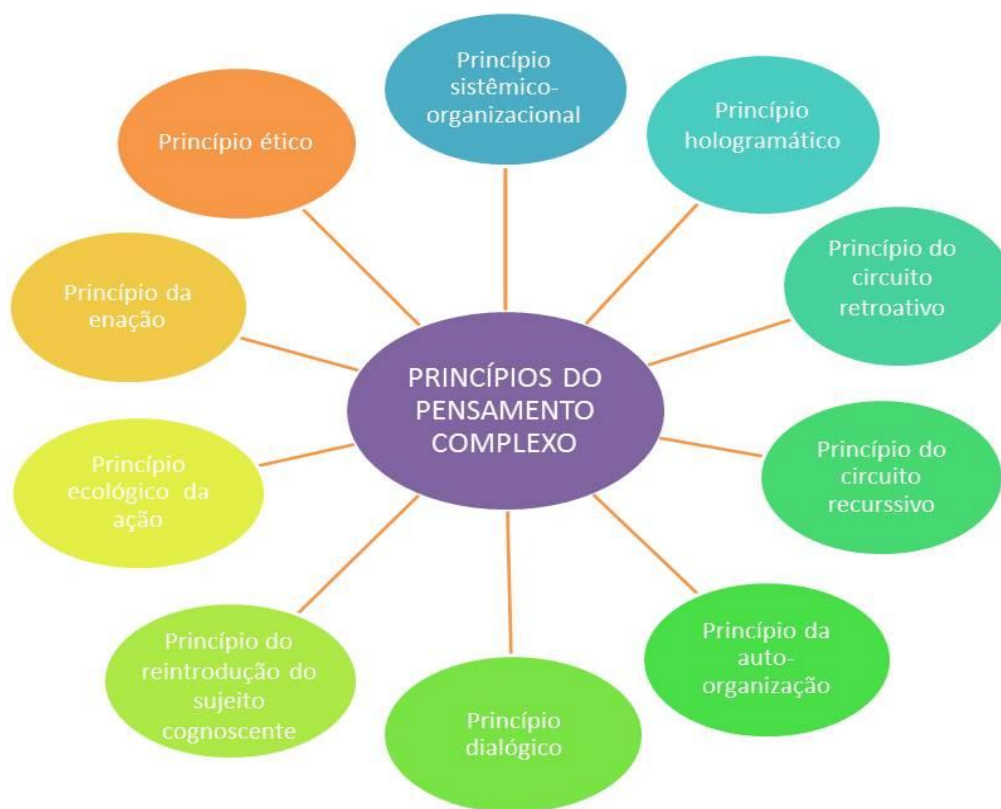 Princípio
sistêmico-
organizacional
Princípio
hologramático
Princípio do
circuito
retroativo
Princípio do
circuito
recurssivo
Princípio da
auto-
organização
Princípio
dialógico
Princípio do
reintrodução do
sujeito
cognoscente
Princípio
ecológico da
ação
Princípio da
enação
Princípio ético
PRINCÍPIOS DO
PENSAMENTO
COMPLEXO